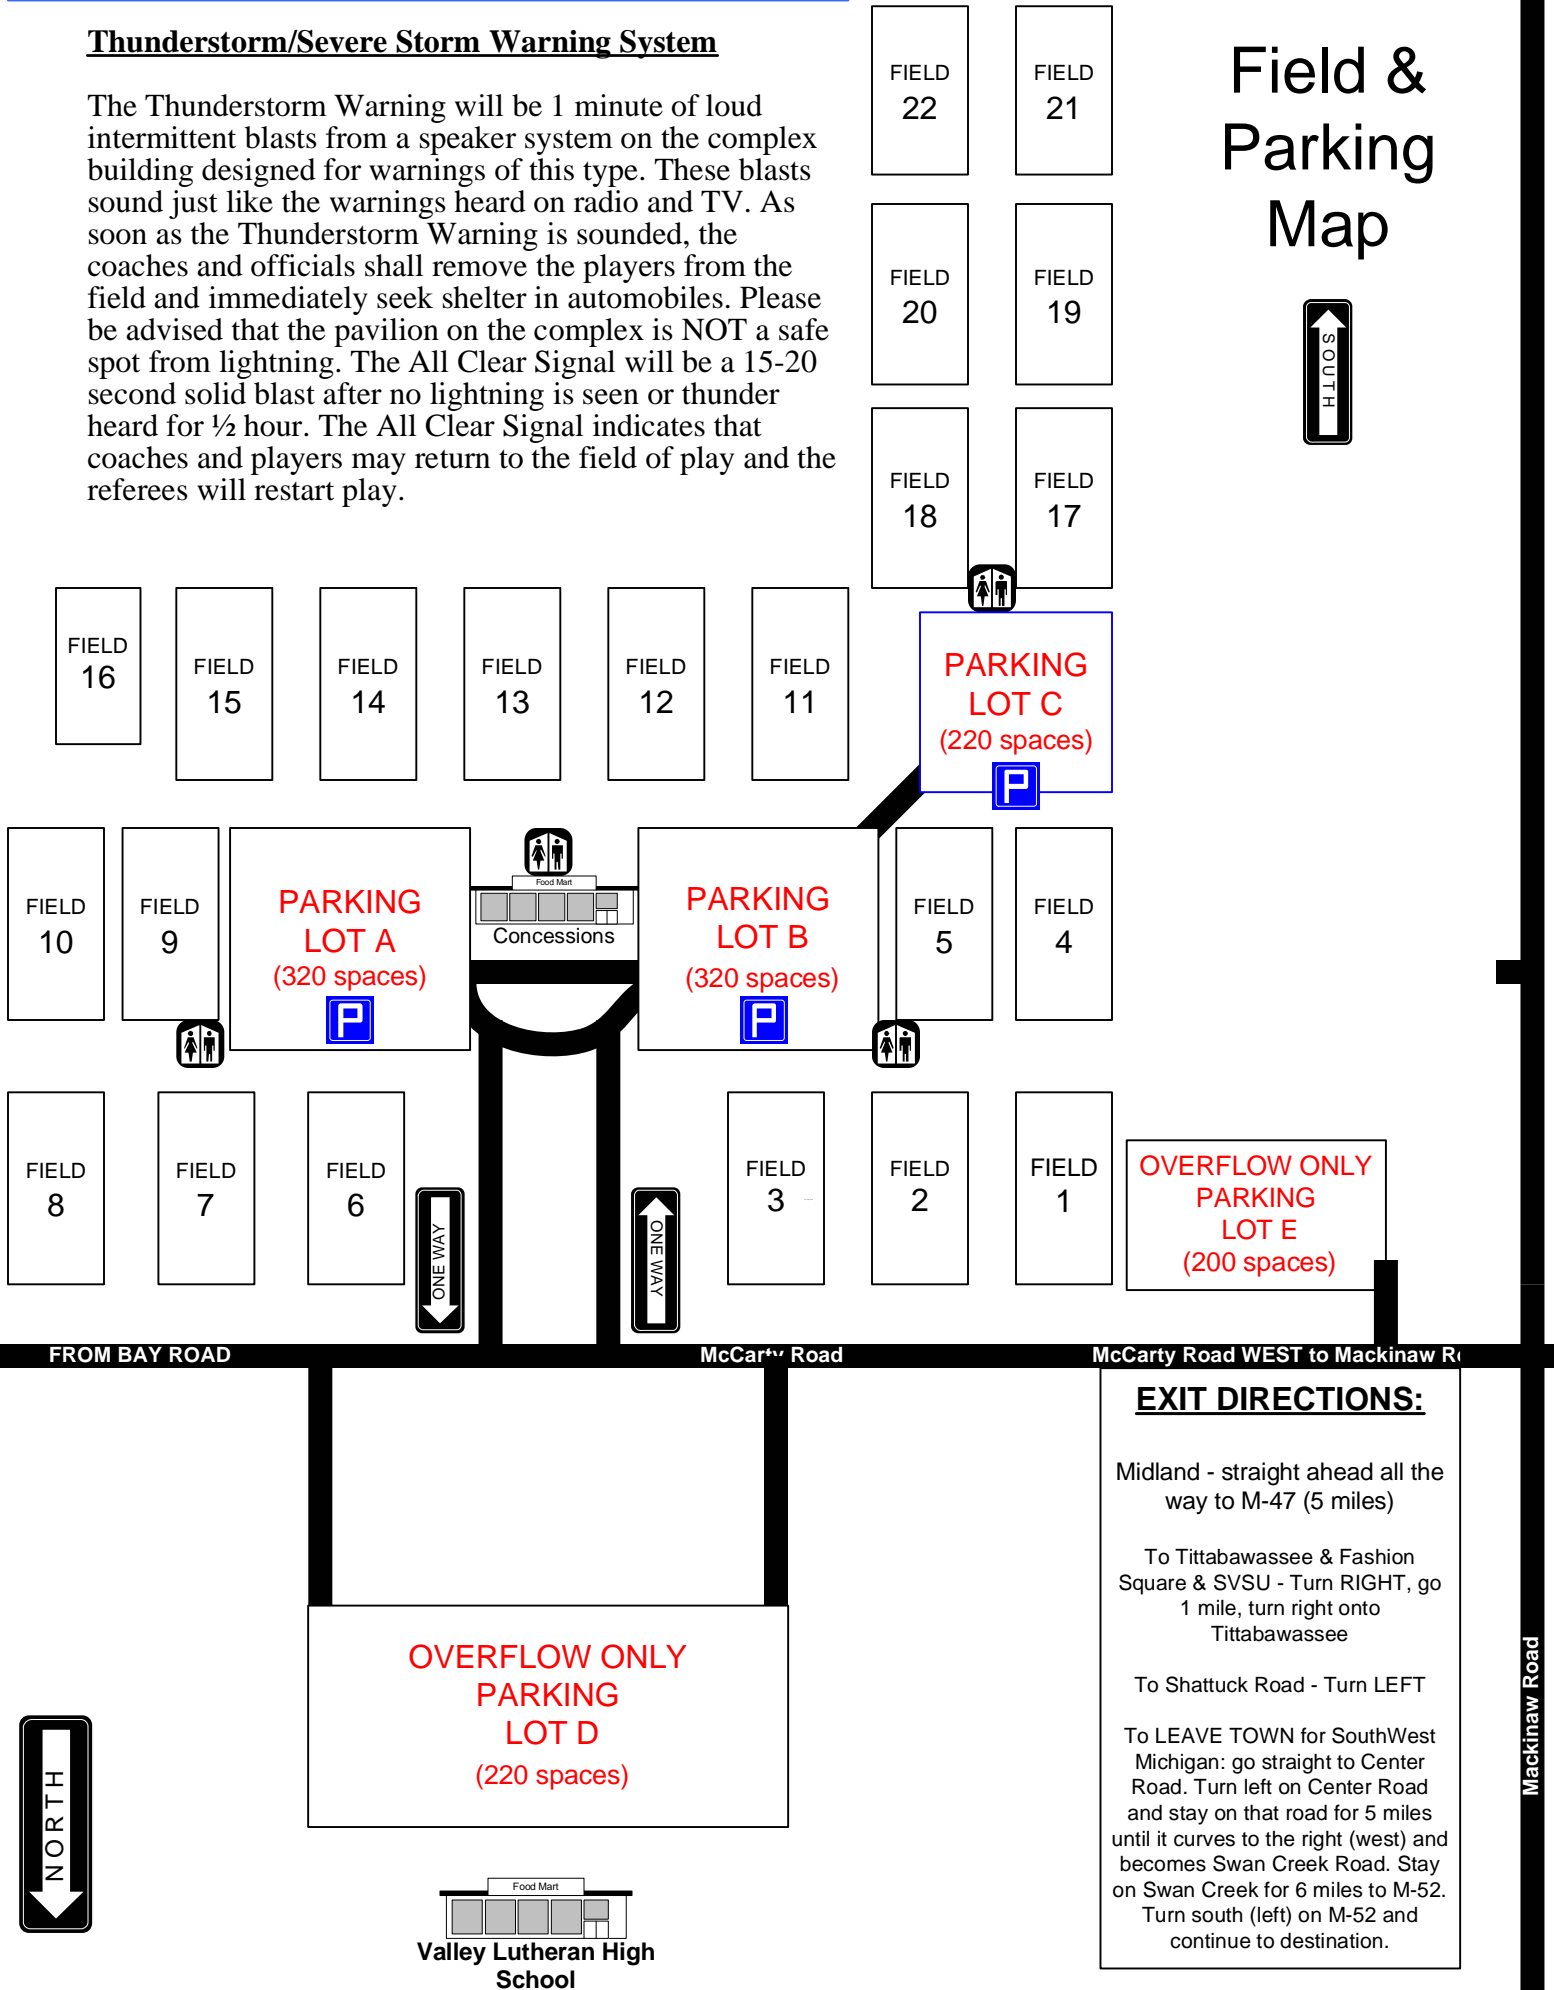 Thunderstorm/Severe Storm Warning System
The Thunderstorm Warning will be 1 minute of loud
intermittent blasts from a speaker system on the complex
building designed for warnings of this type. These blasts
sound just like the warnings heard on radio and TV. As
soon as the Thunderstorm Warning is sounded, the
coaches and officials shall remove the players from the
field and immediately seek shelter in automobiles. Please
be advised that the pavilion on the complex is NOT a safe
spot from lightning. The All Clear Signal will be a 15-20
second solid blast after no lightning is seen or thunder
heard for ½ hour. The All Clear Signal indicates that
coaches and players may return to the field of play and the
referees will restart play.
Field &
Parking
Map
SOUTH
FIELD
22
FIELD
21
FIELD
20
FIELD
19
FIELD
18
FIELD
17
FIELD
16
FIELD
15
FIELD
14
FIELD
13
FIELD
12
FIELD
11
PARKING
LOT C
(220 spaces)
P
FIELD
10
FIELD
9
PARKING
LOT A
(320 spaces)
P
Food Mart
Concessions
PARKING
LOT B
(320 spaces)
P
FIELD
5
FIELD
4
FIELD
8
FIELD
7
FIELD
6
ONE WAY
ONE WAY
FIELD
3
FIELD
2
FIELD
1
OVERFLOW ONLY
PARKING
LOT E
(200 spaces)
FROM BAY ROAD
McCarty Road
McCarty Road WEST to Mackinaw
EXIT DIRECTIONS:
Midland - straight ahead all the
way to M-47 (5 miles)
To Tittabawassee & Fashion
Square & SVSU - Turn RIGHT, go
1 mile, turn right onto
Tittabawassee
To Shattuck Road - Turn LEFT
To LEAVE TOWN for SouthWest
Michigan: go straight to Center
Road. Turn left on Center Road
and stay on that road for 5 miles
until it curves to the right (west) and
becomes Swan Creek Road. Stay
on Swan Creek for 6 miles to M-52.
Turn south (left) on M-52 and
continue to destination.
Mackinaw Road
OVERFLOW ONLY
PARKING
LOT D
(220 spaces)
NORTH
Food Mart
Valley Lutheran High
School